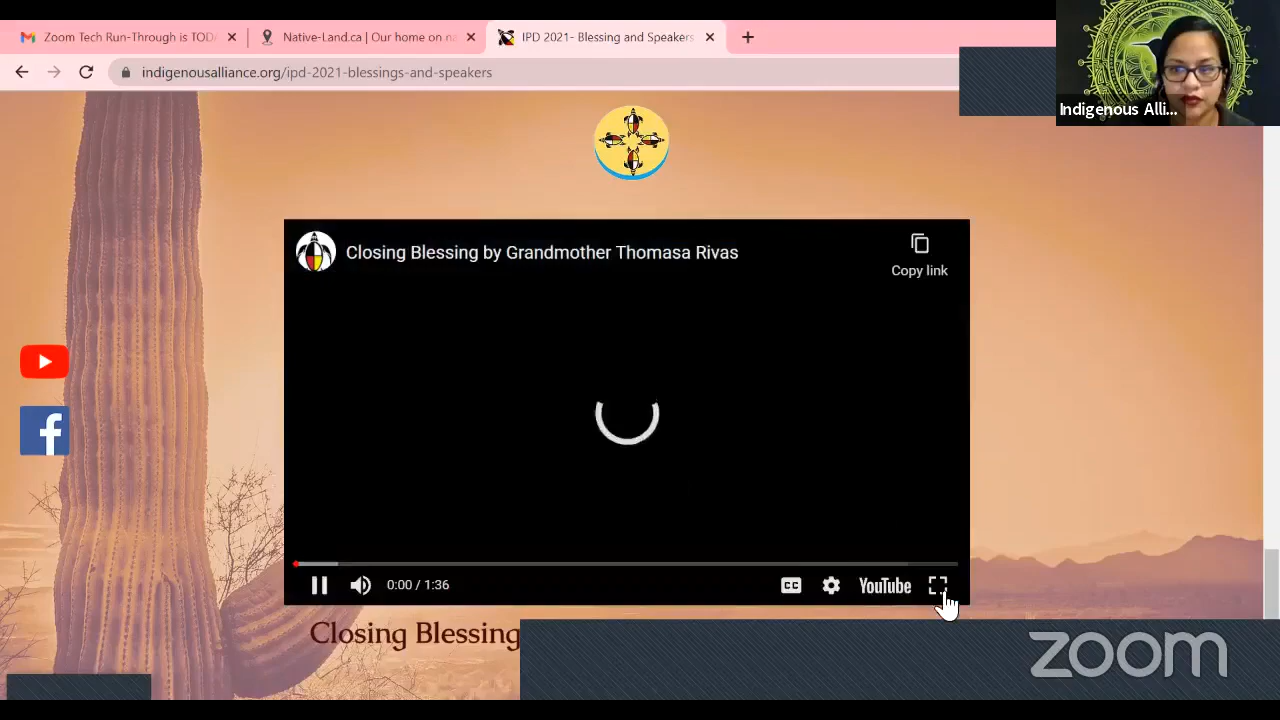 Zoom Tech Run-Through is TOD
Native-Land.ca | Our home on na
IPD 2021- Blessing and Speakers
indigenousalliance.org/ipd-2021-blessings-and-speakers
Indigenous Alli...
Closing Blessing by Grandmother Thomasa Rivas
Copy link
0:00 / 1:36
CC
YouTube
Closing Blessing
zoom